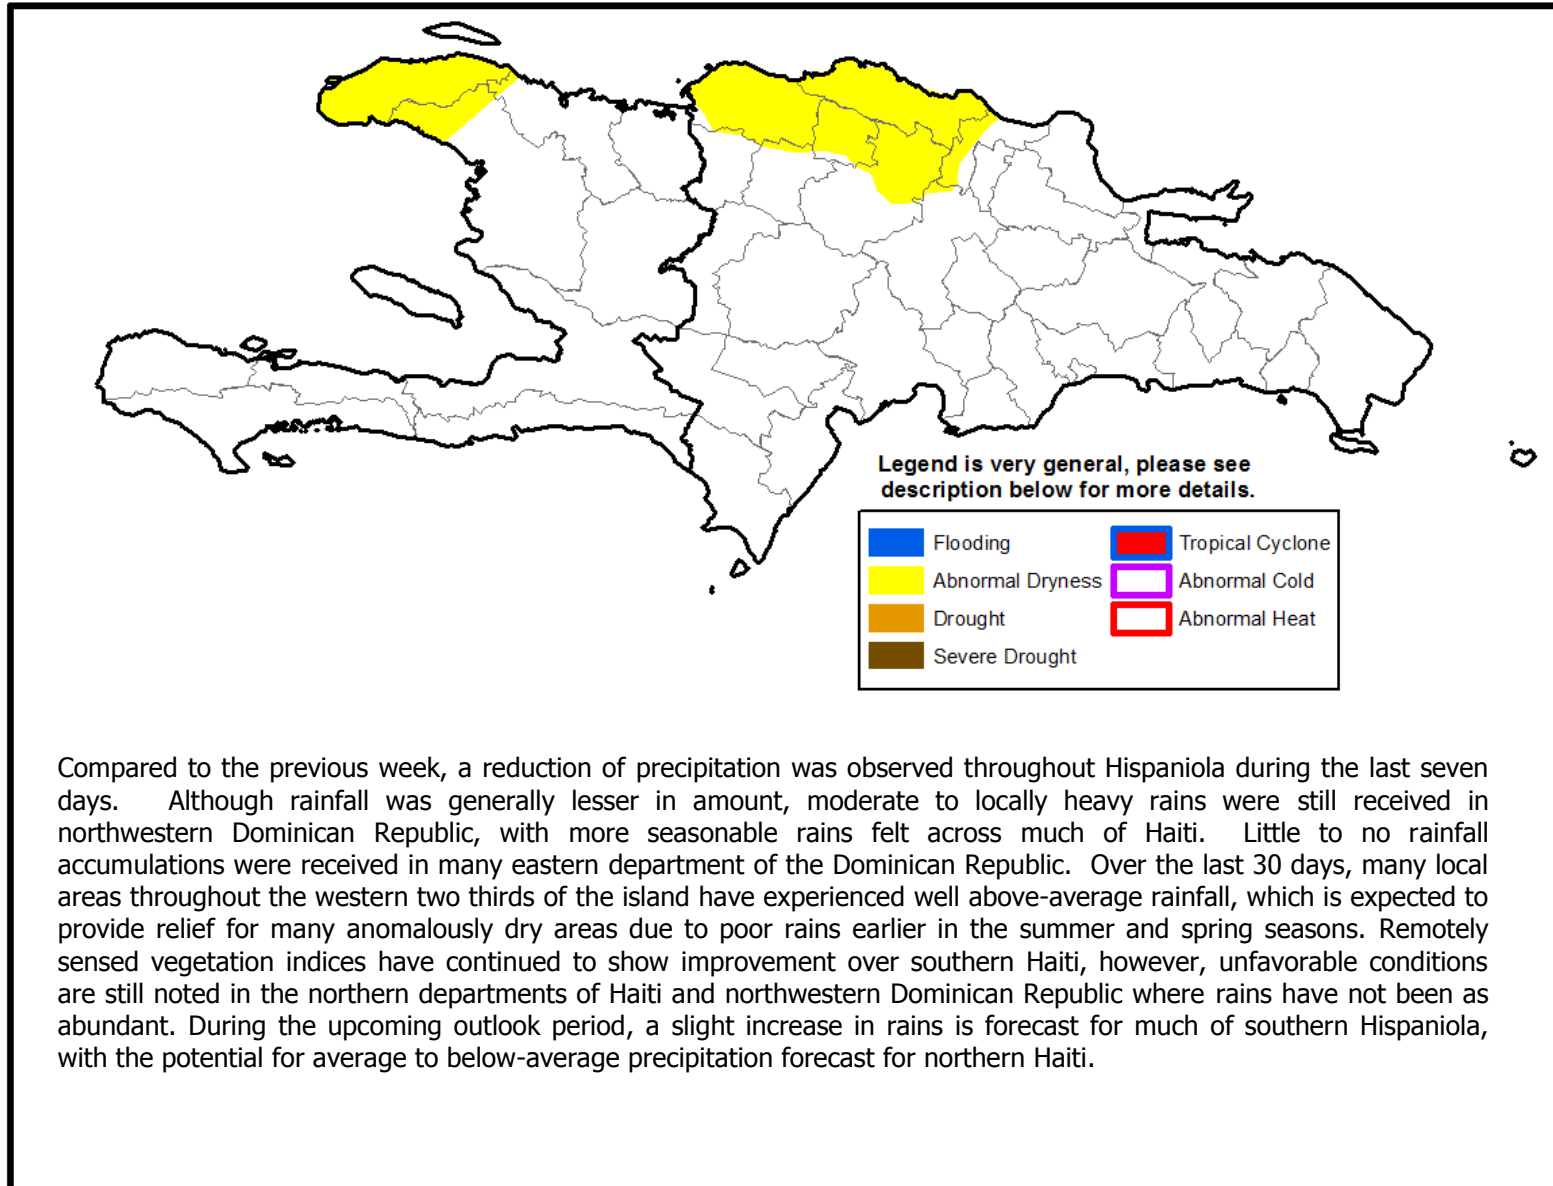 Legend is very general, please see
description below for more details.
Flooding
Abnormal Dryness
Drought
Severe Drought
Tropical Cyclone
Abnormal Cold
Abnormal Heat
Compared to the previous week, a reduction of precipitation was observed throughout Hispaniola during the last seven
days. Although rainfall was generally lesser in amount, moderate to locally heavy rains were still received in
northwestern Dominican Republic, with more seasonable rains felt across much of Haiti. Little to no rainfall
accumulations were received in many eastern department of the Dominican Republic. Over the last 30 days, many local
areas throughout the western two thirds of the island have experienced well above-average rainfall, which is expected to
provide relief for many anomalously dry areas due to poor rains earlier in the summer and spring seasons. Remotely
sensed vegetation indices have continued to show improvement over southern Haiti, however, unfavorable conditions
are still noted in the northern departments of Haiti and northwestern Dominican Republic where rains have not been as
abundant. During the upcoming outlook period, a slight increase in rains is forecast for much of southern Hispaniola,
with the potential for average to below-average precipitation forecast for northern Haiti.